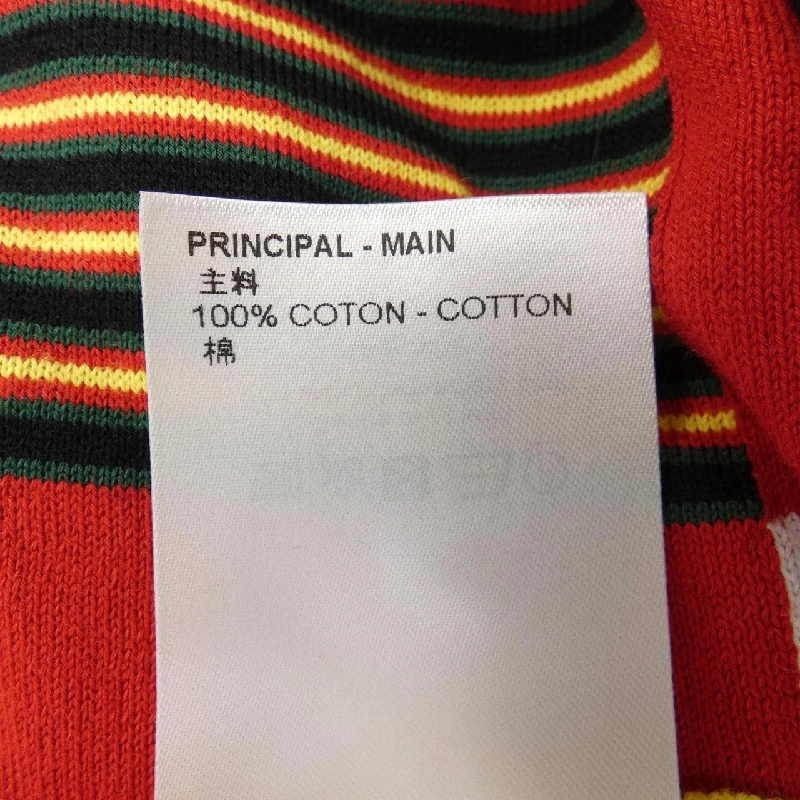 PRINCIPAL - MAIN
主料
100% COTON - COTTON
棉